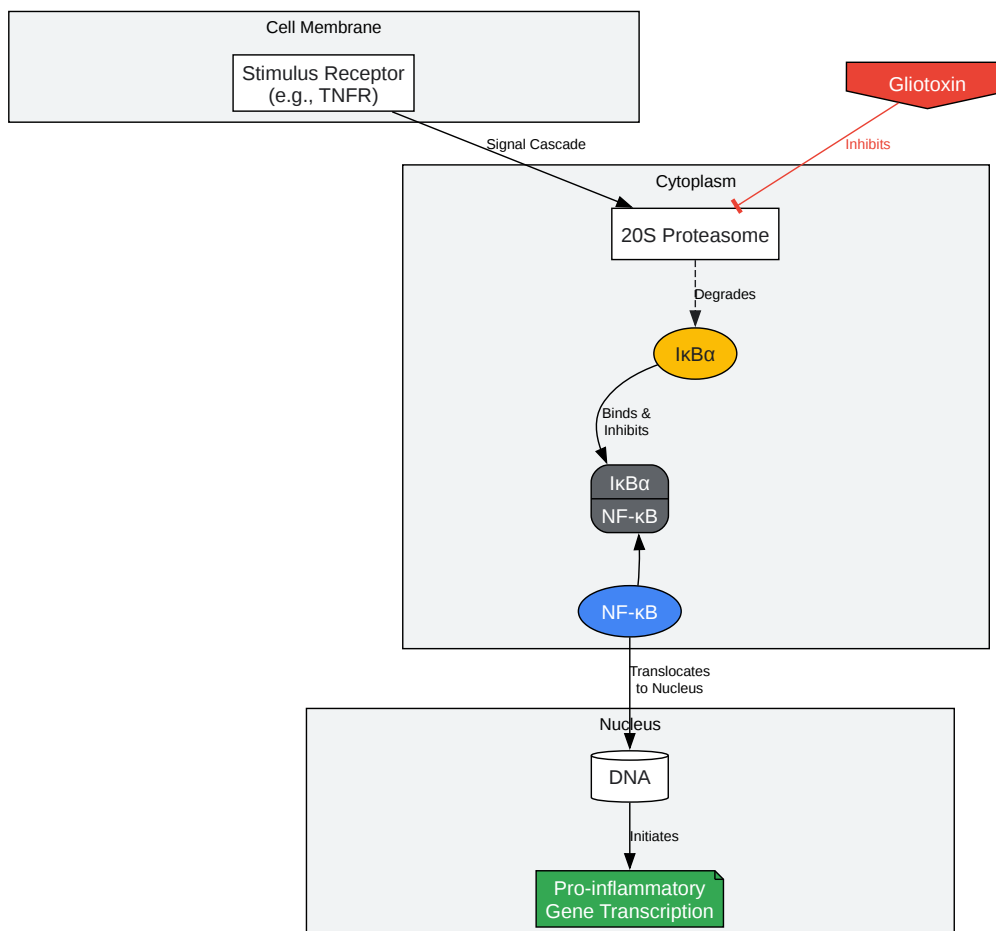 Cell Membrane
Stimulus Receptor
(e.g., TNFR)
Gliotoxin
Signal Cascade
Inhibits
Cytoplasm
20S Proteasome
Degrades
IκBα
Binds &
Inhibits
IκBα
NF-κB
NF-κB
Translocates
to Nucleus
Nucleus
DNA
Initiates
Pro-inflammatory
Gene Transcription